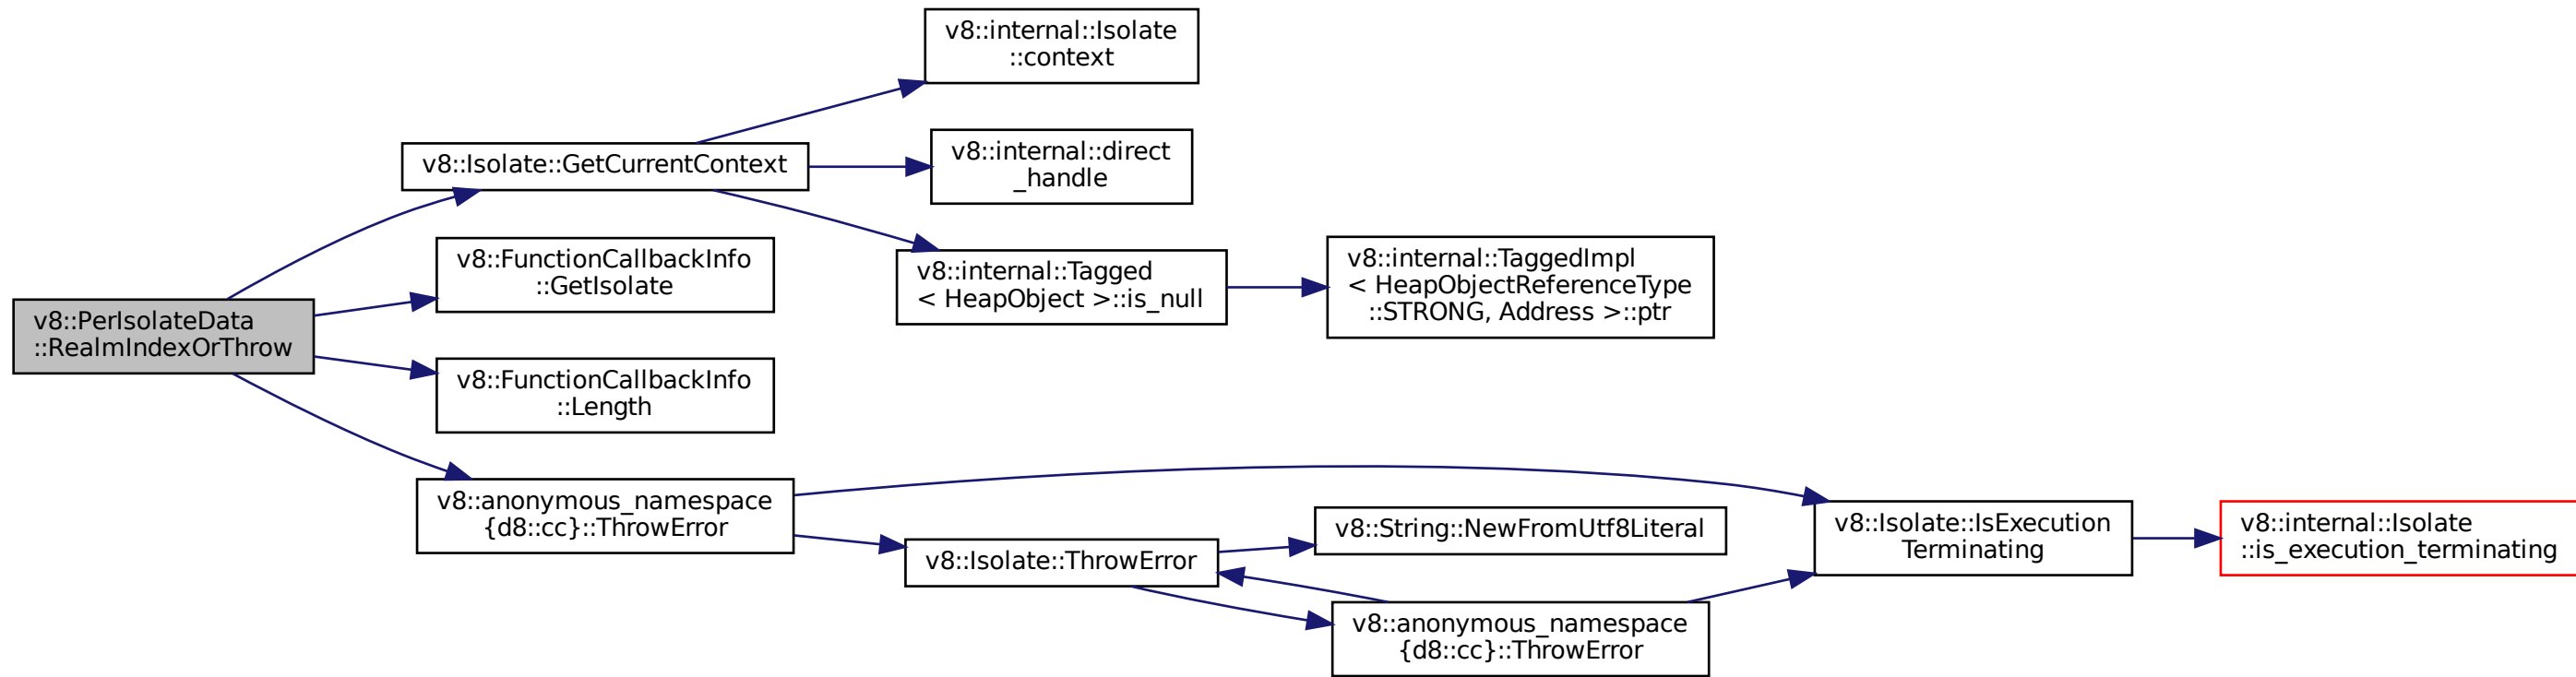 v8::internal::Isolate
::context
v8::internal::direct
_handle
v8::Isolate::GetCurrentContext
v8::FunctionCallbackInfo
::GetIsolate
v8::internal::Tagged
< HeapObject >::is_null
v8::internal::TaggedImpl
< HeapObjectReferenceType
::STRONG, Address >::ptr
v8::PerIsolateData
::RealmIndexOrThrow
v8::FunctionCallbackInfo
::Length
v8::anonymous_namespace
{d8::cc}::ThrowError
v8::Isolate::ThrowError
v8::String::NewFromUtf8Literal
v8::anonymous_namespace
{d8::cc}::ThrowError
v8::Isolate::IsExecution
Terminating
v8::internal::Isolate
::is_execution_terminating